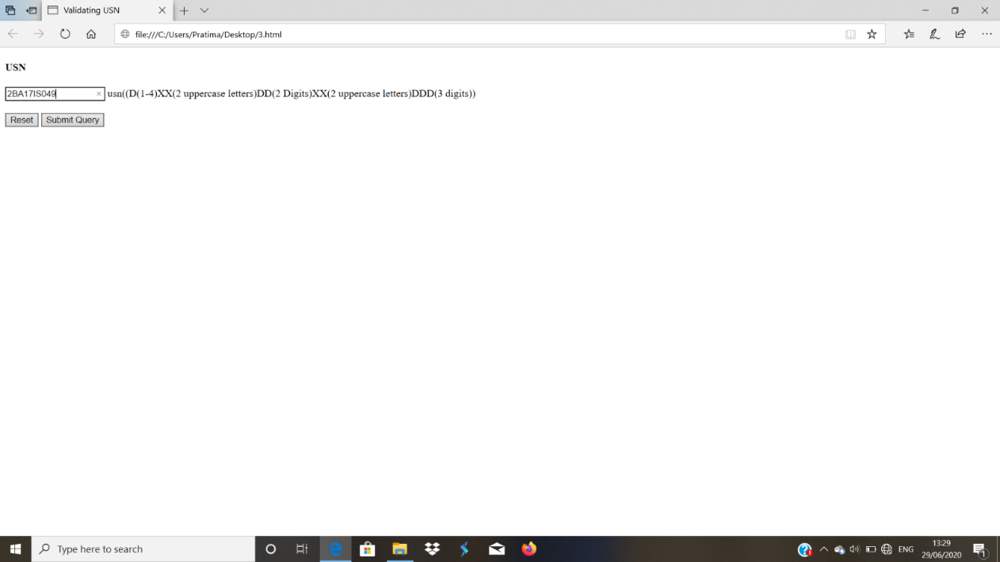 Validating USN
file:///C:/Users/Pratima/Desktop/3.html
USN
2BA17IS049 usn((D(1-4)XX(2 uppercase letters)DD(2 Digits)XX(2 uppercase letters)DDD(3 digits))
Reset Submit Query
Type here to search
ENG
13:29
29/06/2020
1